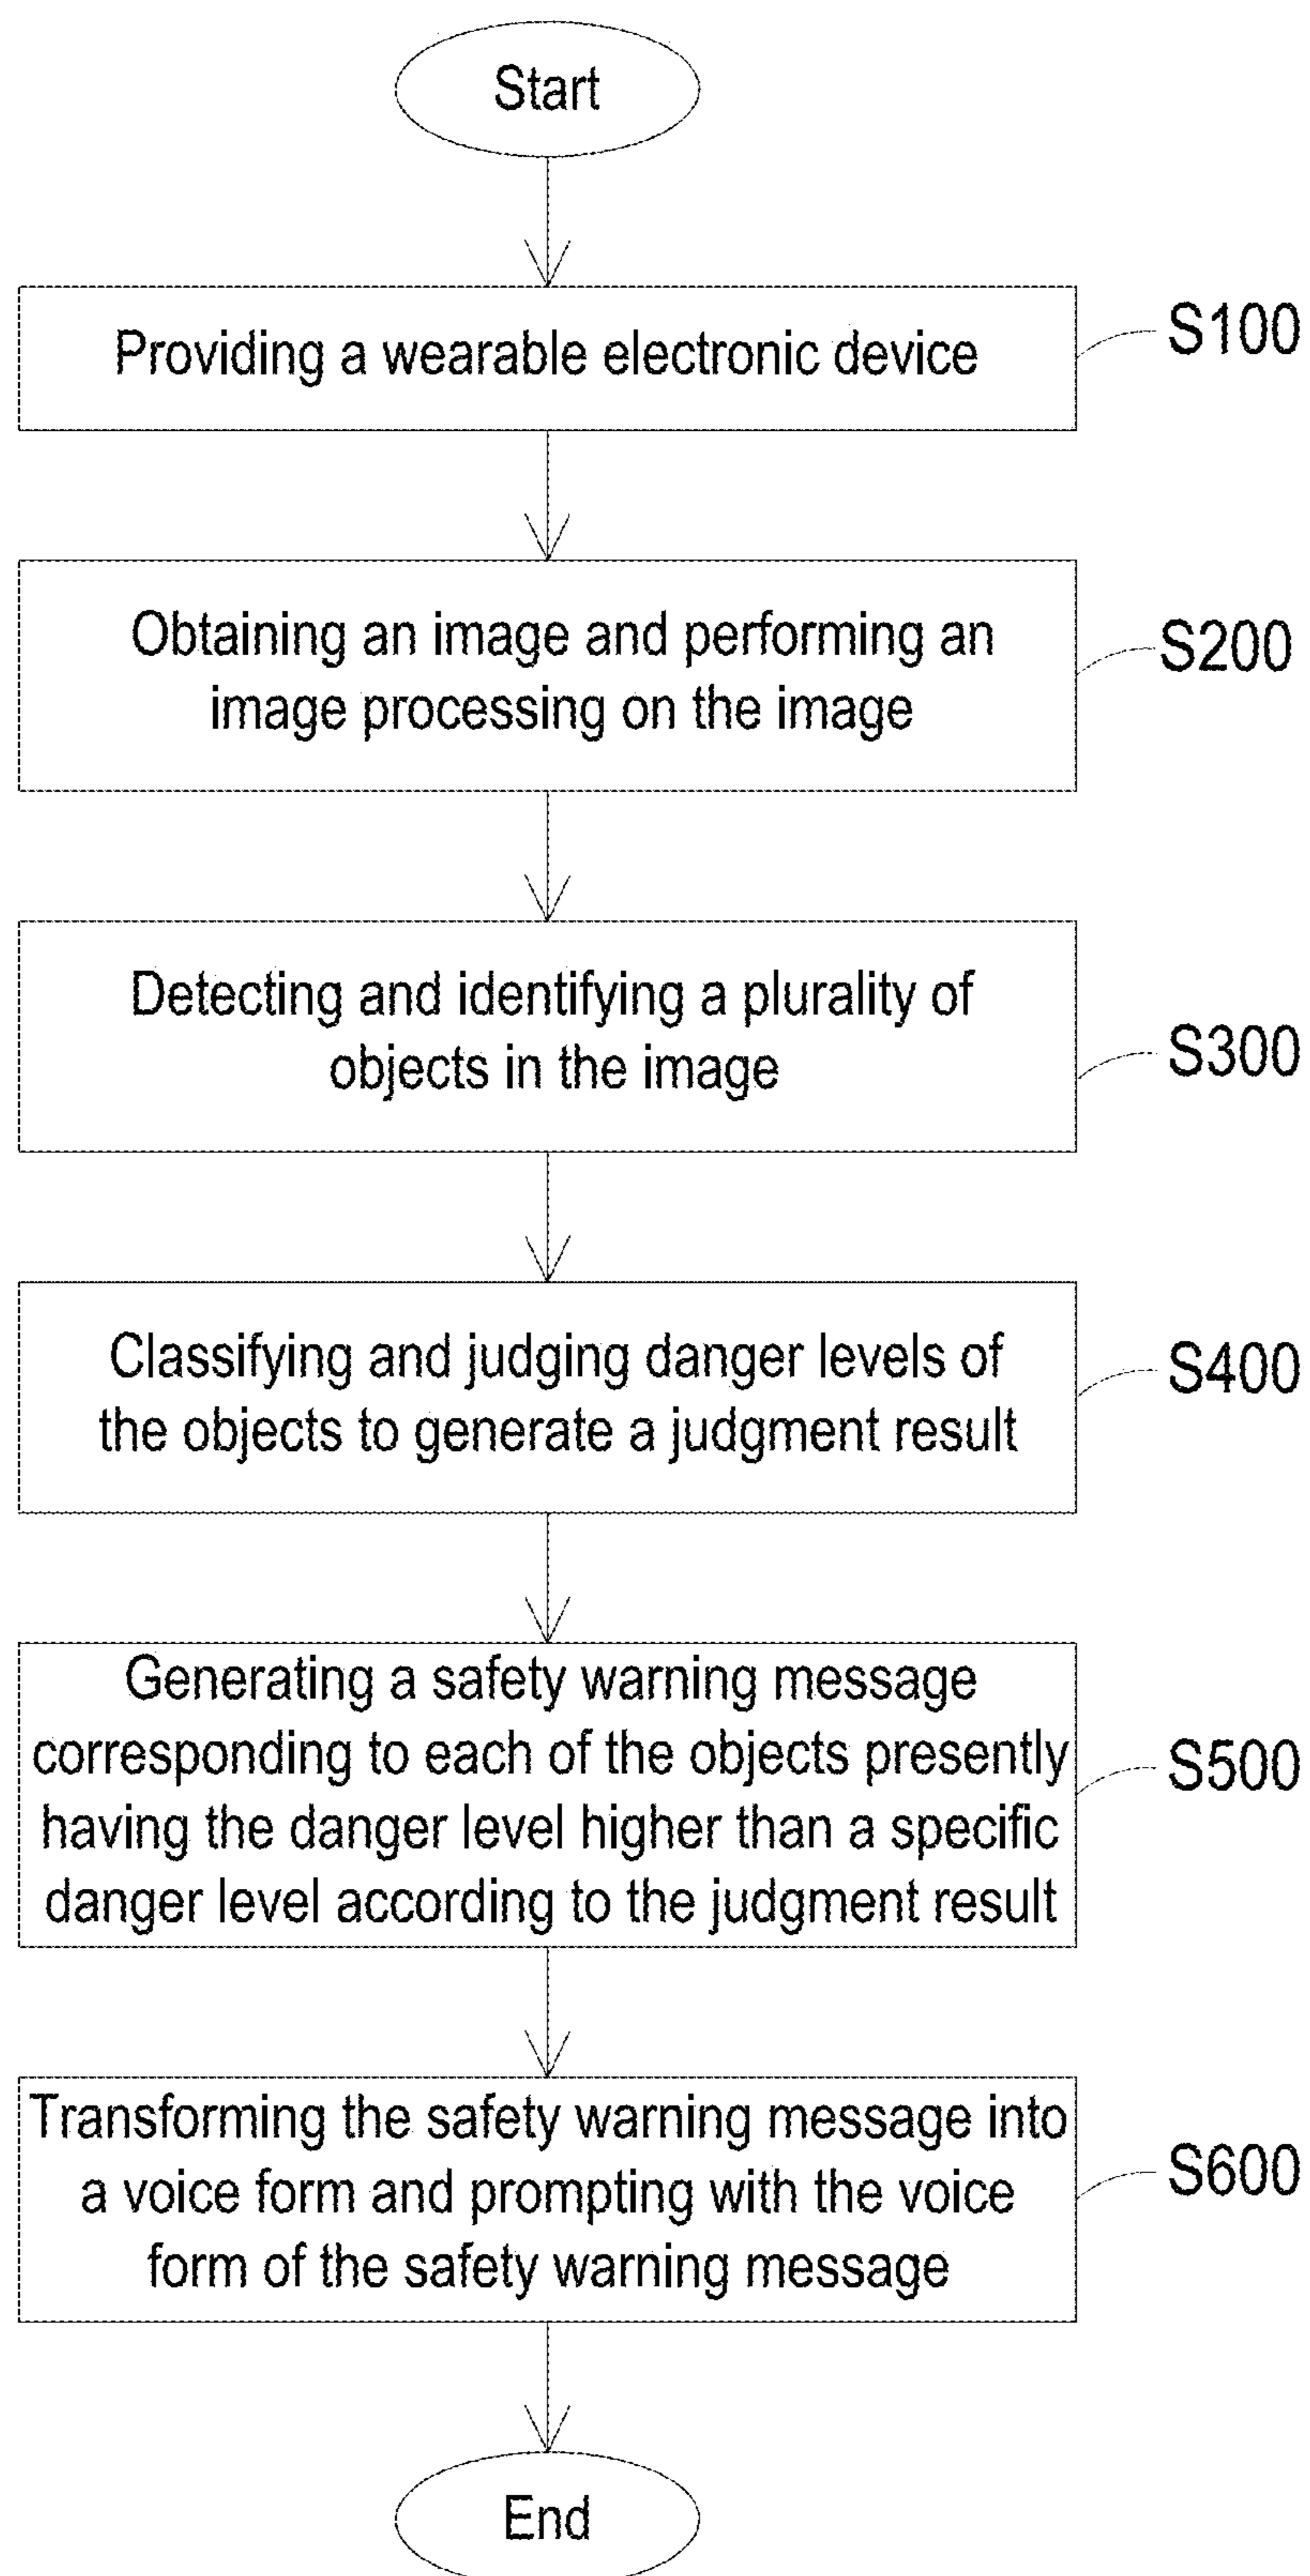 Start
Providing a wearable electronic device
S100
Obtaining an image and performing an
image processing on the image
S200
Detecting and identifying a plurality of
objects in the image
S300
Classifying and judging danger levels of
the objects to generate a judgment result
S400
Generating a safety warning message
corresponding to each of the objects presently
having the danger level higher than a specific
danger level according to the judgment result
S500
Transforming the safety warning message into
a voice form and prompting with the voice
form of the safety warning message
S600
End